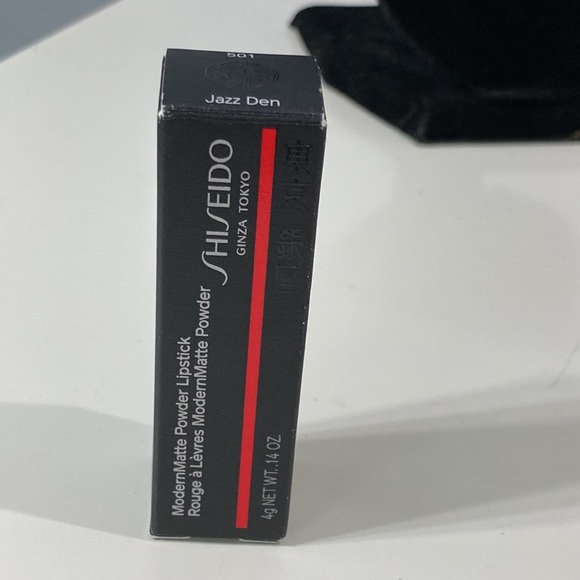 501
Jazz Den
SHISEIDO
GINZA TOKYO
ModernMatte Powder Lipstick
Rouge à Lèvres ModernMatte Powder
4g NET WT. .14 OZ